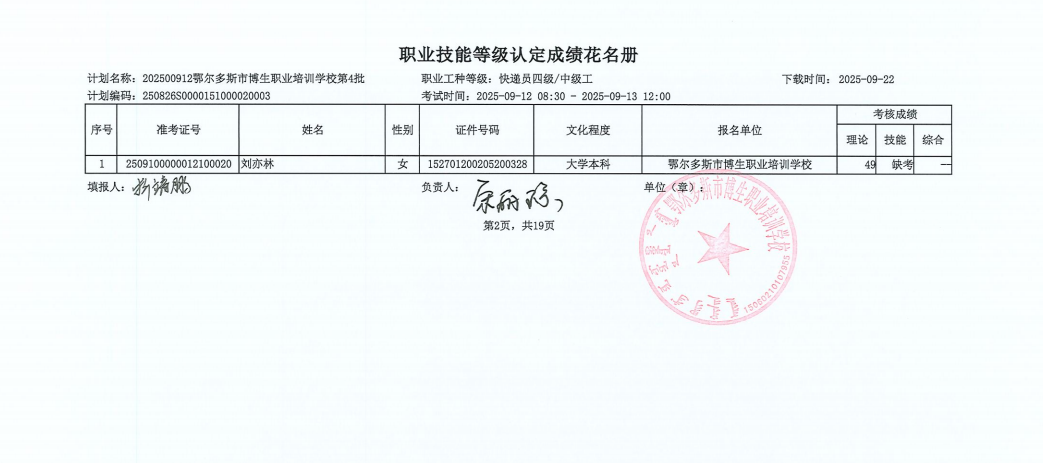 职业技能等级认定成绩花名册
计划名称：202500912鄂尔多斯市博生职业培训学校第4批 职业工种等级：快递员四级/中级工 下载时间：2025-09-22
计划编码：250826S0000151000020003 考试时间：2025-09-12 08:30 - 2025-09-13 12:00
序号 准考证号 姓名 性别 证件号码 文化程度 报名单位 考核成绩
理论 技能 综合
1 2509100000012100020 刘亦林 女 152701200205200328 大学本科 鄂尔多斯市博生职业培训学校 49 缺考 --
填报人： 负责人： 单位（章）：
第2页，共19页
鄂尔多斯市博生职业培训学校